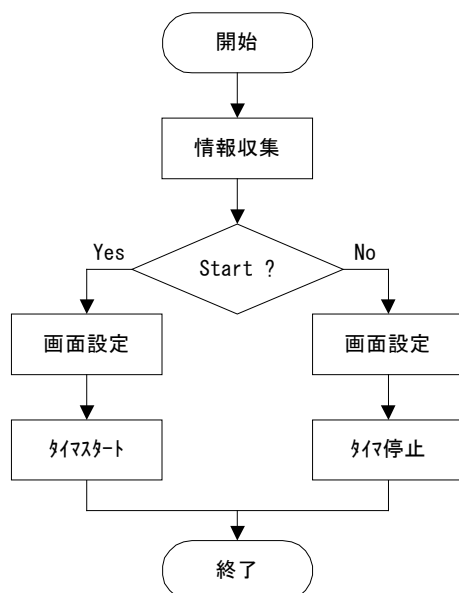 開始
情報収集
Yes
No
Start ?
画面設定
画面設定
ﾀｲﾏｽﾀｰﾄ
ﾀｲﾏ停止
終了